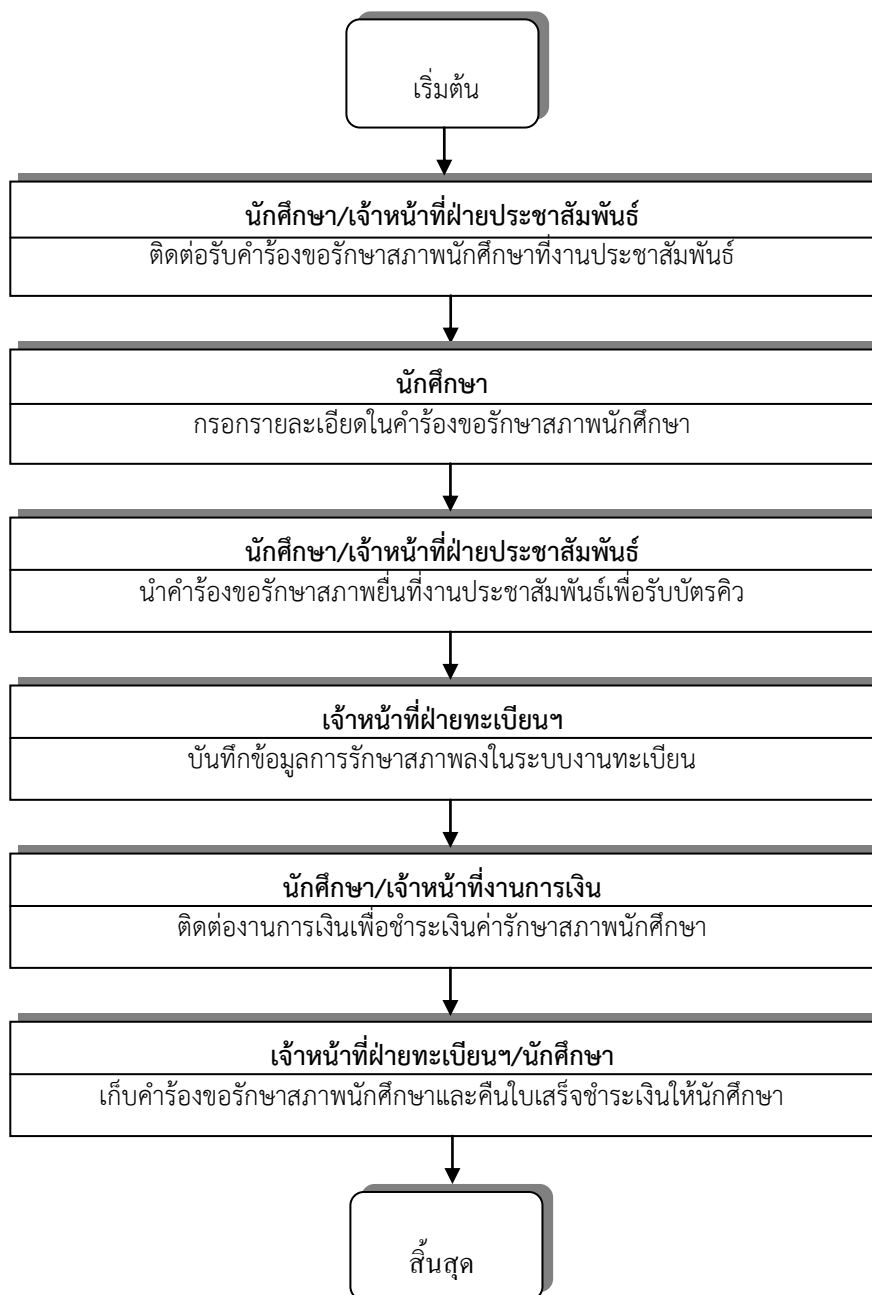 เริ่มต้น
นักศึกษา/เจ้าหน้าที่ฝ่ายประชาสัมพันธ์
ติดต่อรับคำร้องขอรักษาสภาพนักศึกษาที่งานประชาสัมพันธ์
นักศึกษา
กรอกรายละเอียดในคำร้องขอรักษาสภาพนักศึกษา
นักศึกษา/เจ้าหน้าที่ฝ่ายประชาสัมพันธ์
นำคำร้องขอรักษาสภาพยื่นที่งานประชาสัมพันธ์เพื่อรับบัตรคิว
เจ้าหน้าที่ฝ่ายทะเบียนฯ
บันทึกข้อมูลการรักษาสภาพลงในระบบงานทะเบียน
นักศึกษา/เจ้าหน้าที่งานการเงิน
ติดต่องานการเงินเพื่อชำระเงินค่ารักษาสภาพนักศึกษา
เจ้าหน้าที่ฝ่ายทะเบียนฯ/นักศึกษา
เก็บคำร้องขอรักษาสภาพนักศึกษาและคืนใบเสร็จชำระเงินให้นักศึกษา
สิ้นสุด